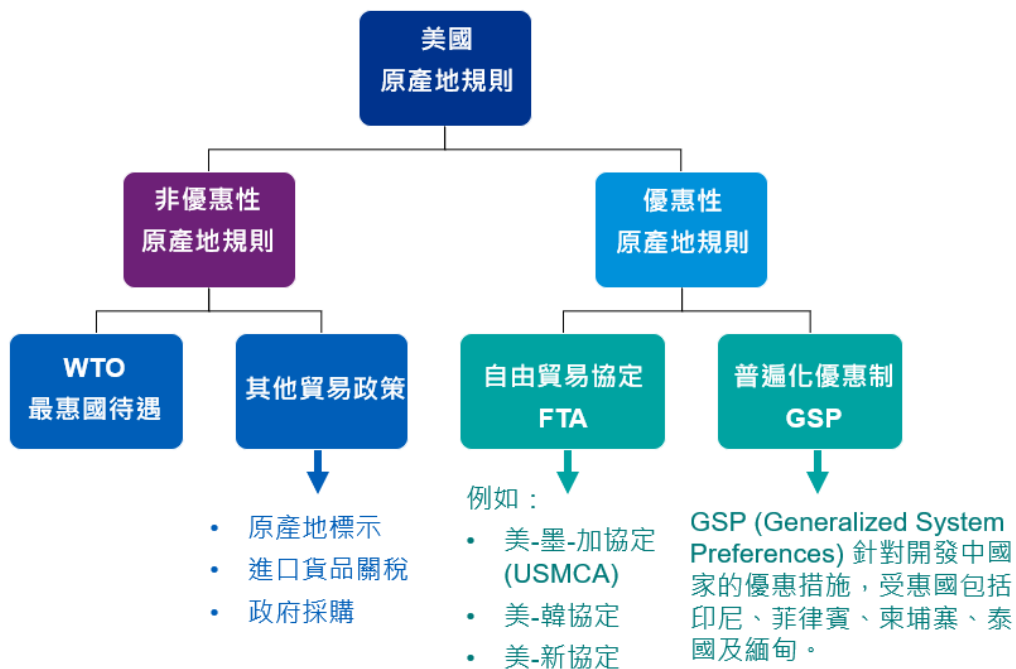 美國
原產地規則
非優惠性
原產地規則
優惠性
原產地規則
WTO
最惠國待遇
其他貿易政策
自由貿易協定
FTA
普遍化優惠制
GSP
• 原產地標示
• 進口貨品關稅
• 政府採購
例如：
• 美-墨-加協定
(USMCA)
• 美-韓協定
• 美-新協定
GSP (Generalized System
Preferences) 針對開發中國
家的優惠措施，受惠國包括
印尼、菲律賓、柬埔寨、泰
國及緬甸。